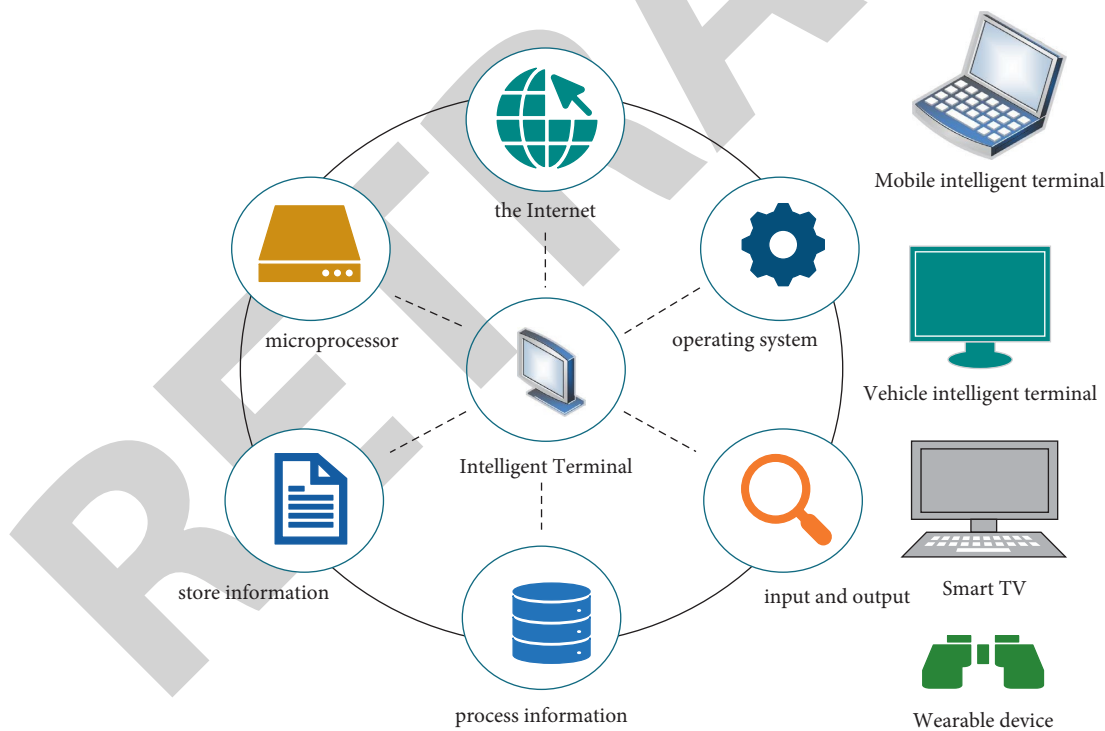 the Internet
microprocessor
operating system
Intelligent Terminal
store information
input and output
process information
Mobile intelligent terminal
Vehicle intelligent terminal
Smart TV
Wearable device
RETRA